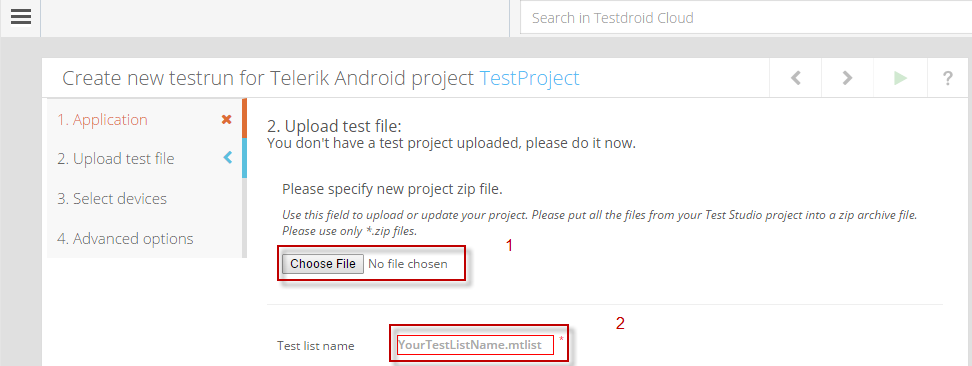 Search in Testdroid Cloud
Create new testrun for Telerik Android project TestProject
?
1. Application
2. Upload test file
3. Select devices
4. Advanced options
2. Upload test file:
You don't have a test project uploaded, please do it now.
Please specify new project zip file.
Use this field to upload or update your project. Please put all the files from your Test Studio project into a zip archive file.
Please use only *.zip files.
1
Choose File No file chosen
2
Test list name YourTestListName.mtlist *